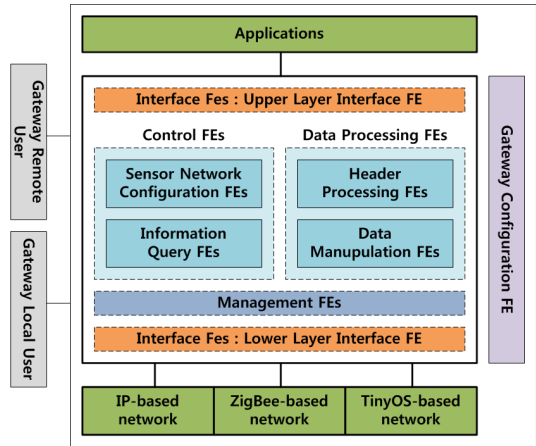 Applications
Interface Fes : Upper Layer Interface FE
Control FEs
Data Processing FEs
Sensor Network
Configuration FEs
Header
Processing FEs
Information
Query FEs
Data
Manupulation FEs
Management FEs
Interface Fes : Lower Layer Interface FE
IP-based
network
ZigBee-based
network
TinyOS-based
network
Gateway Remote
User
Gateway Local User
Gateway Configuration
FE